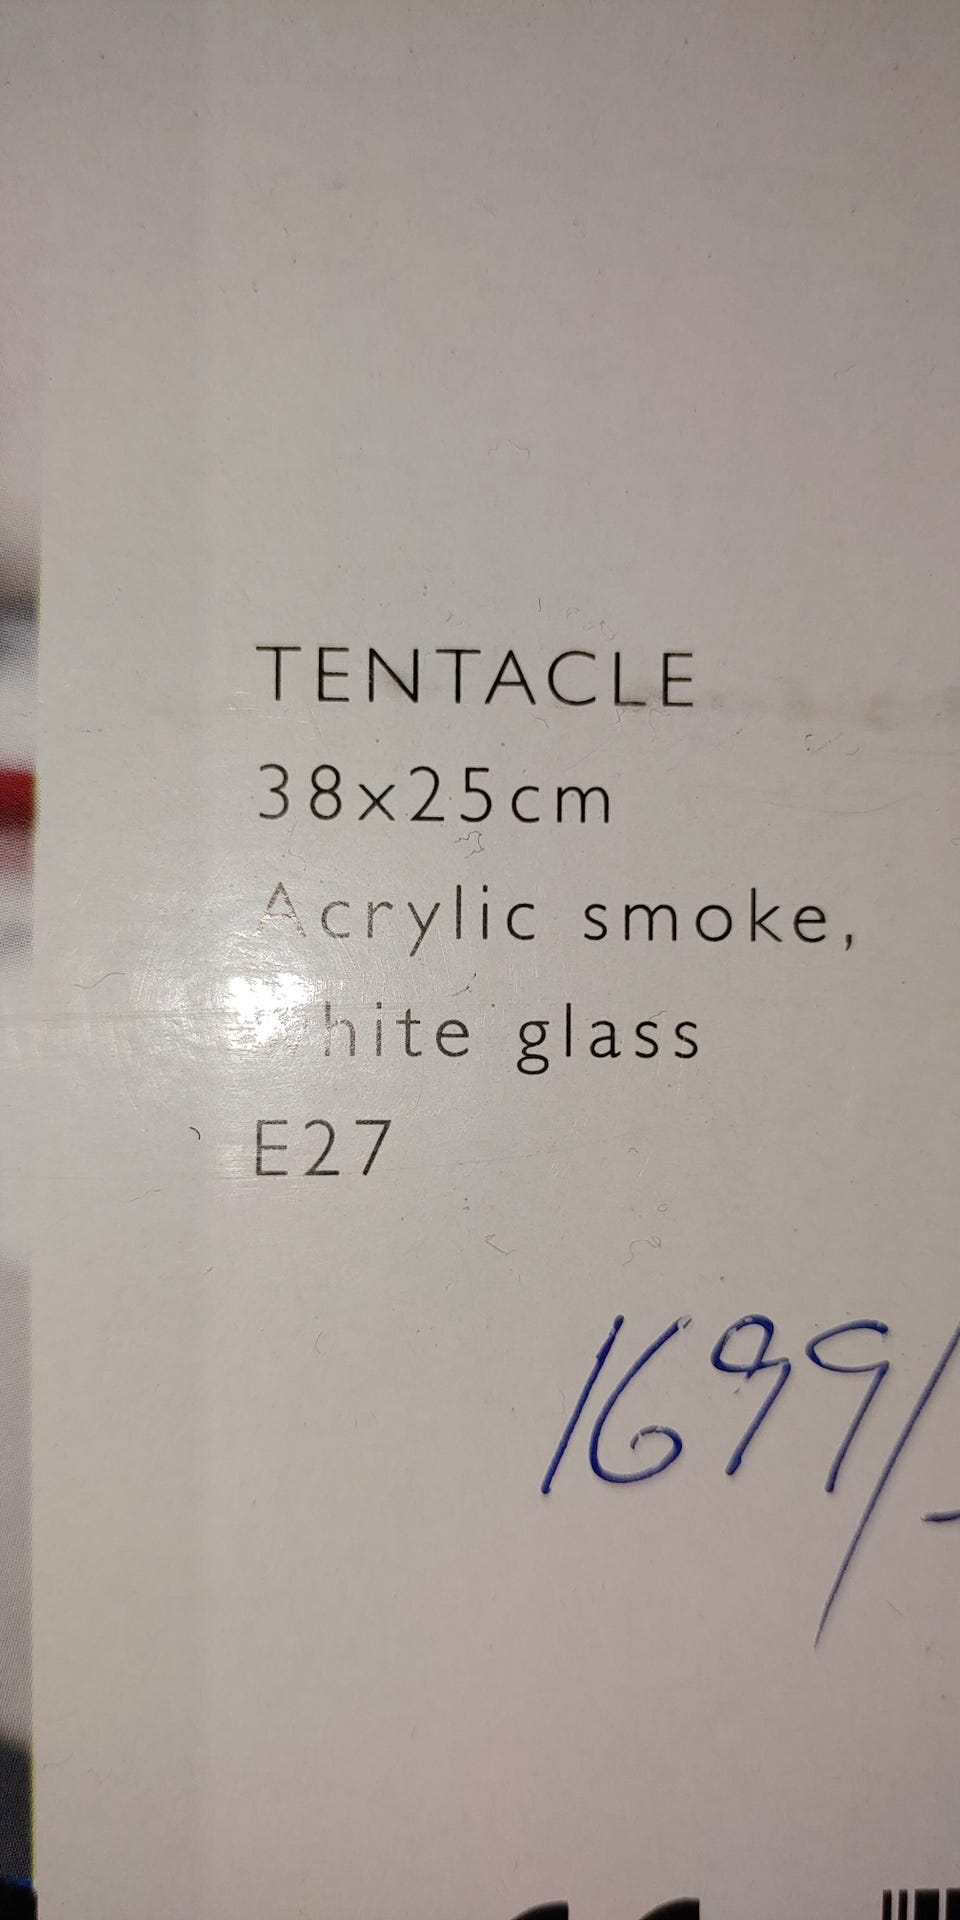 TENTACLE
38x25cm
Acrylic smoke,
white glass
E27
1699/-